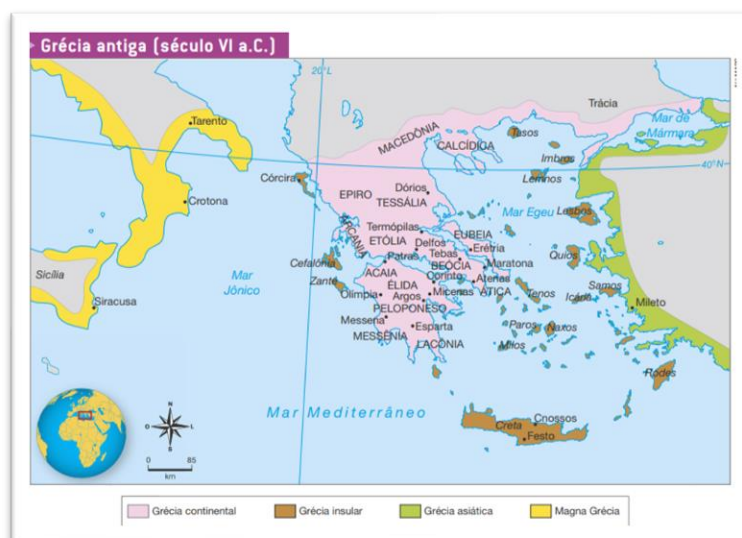 Grécia antiga (século VI a.C.)
20° L
Trácia
Mar de
Mármara
Tarento
MACEDÔNIA
CALCÍDICA
Tasos
Imbros
40° N
Lemnos
Córcira
EPIRO
Dórios
TESSÁLIA
Crotona
Mar Egeu
Lesbos
Termópilas
ETÓLIA
Delfos
EUBEIA
Erétria
Tebas
BEÓCIA
Maratona
Quios
Sicília
Mar
Jônico
Cefalônia
Patras
ACAIA
Corinto
Atenas
ÁTICA
Samos
Zante
ÉLIDA
Micenas
Tenos
Icária
Mileto
Siracusa
Olímpia
Argos
PELOPONESO
Messena
Esparta
Paros
Naxos
MESSÊNIA
LACÔNIA
Milos
Rodes
Mar Mediterrâneo
Cnossos
Creta
Festo
N
O
L
S
0 85
km
Grécia continental
Grécia insular
Grécia asiática
Magna Grécia